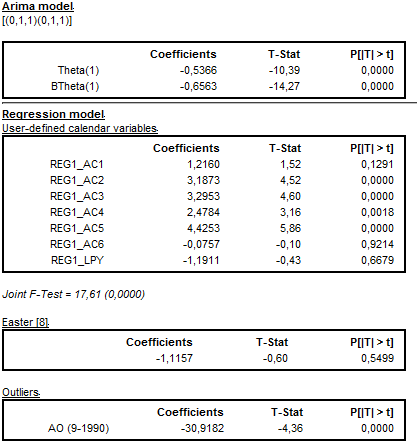 Arima model
[(0,1,1)(0,1,1)]
Coefficients T-Stat P[|T| > t]
Theta(1) -0,5366 -10,39 0,0000
BTheta(1) -0,6563 -14,27 0,0000
Regression model
User-defined calendar variables
Coefficients T-Stat P[|T| > t]
REG1_AC1 1,2160 1,52 0,1291
REG1_AC2 3,1873 4,52 0,0000
REG1_AC3 3,2953 4,60 0,0000
REG1_AC4 2,4784 3,16 0,0018
REG1_AC5 4,4253 5,86 0,0000
REG1_AC6 -0,0757 -0,10 0,9214
REG1_LPY -1,1911 -0,43 0,6679
Joint F-Test = 17,61 (0,0000)
Easter [8]
Coefficients T-Stat P[|T| > t]
-1,1157 -0,60 0,5499
Outliers
Coefficients T-Stat P[|T| > t]
AO (9-1990) -30,9182 -4,36 0,0000